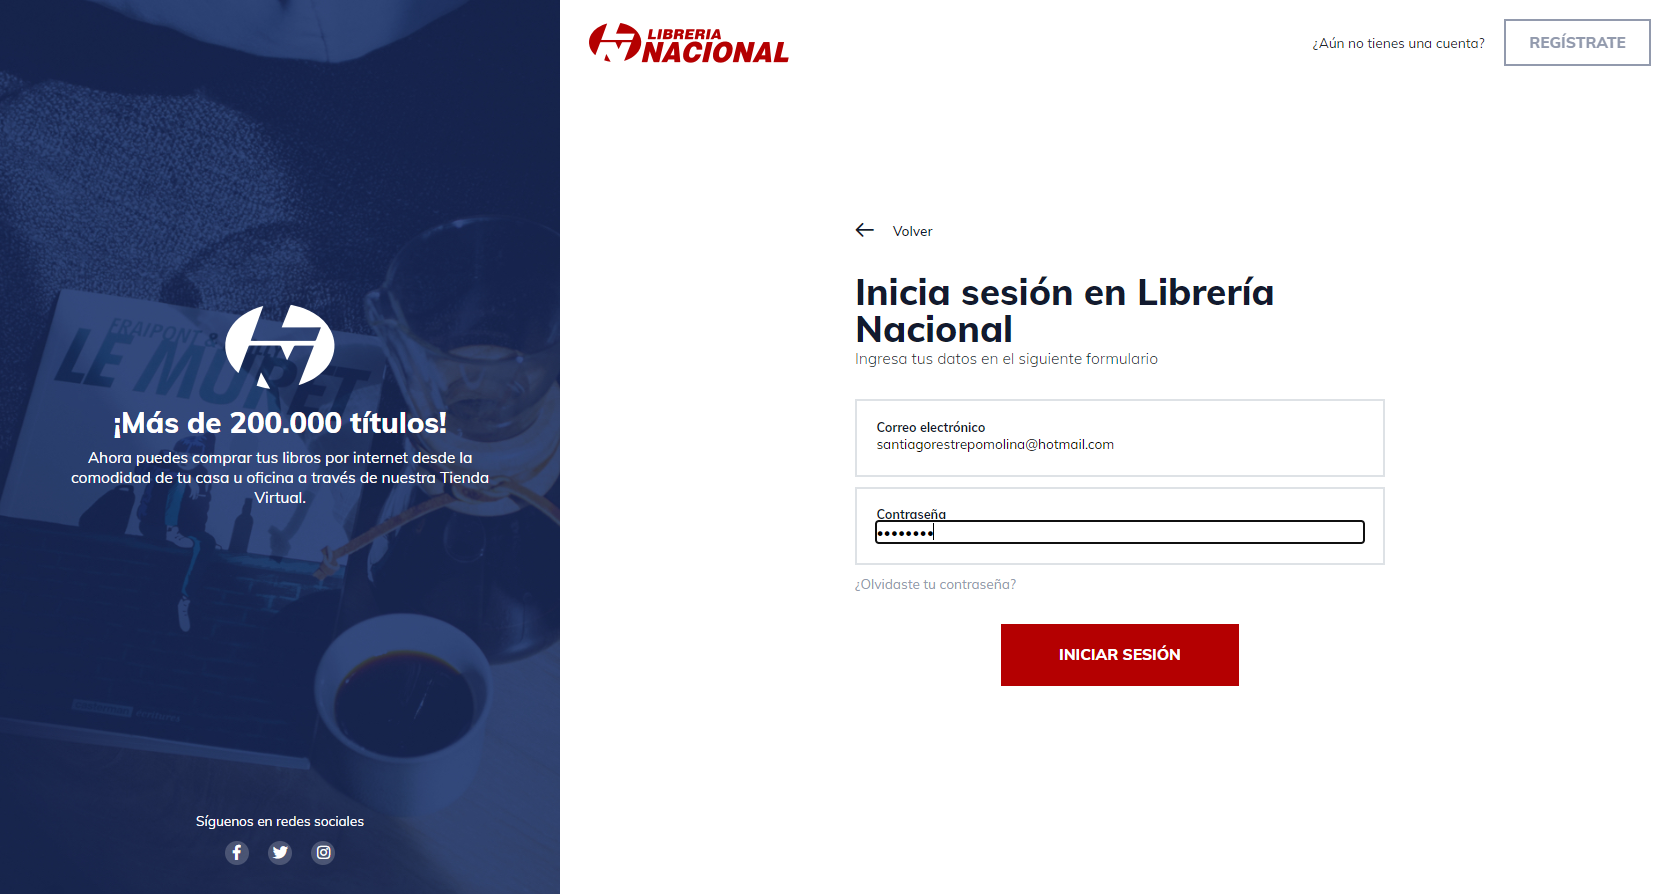 FRAIPONT &
LE MURET
¡Más de 200.000 títulos!
Ahora puedes comprar tus libros por internet desde la
comodidad de tu casa u oficina a través de nuestra Tienda
Virtual.
Síguenos en redes sociales
LIBRERIA
NACIONAL
¿Aún no tienes una cuenta?
REGÍSTRATE
Volver
Inicia sesión en Librería
Nacional
Ingresa tus datos en el siguiente formulario
Correo electrónico
santiagorestrepomolina@hotmail.com
Contraseña
••••••••
¿Olvidaste tu contraseña?
INICIAR SESIÓN